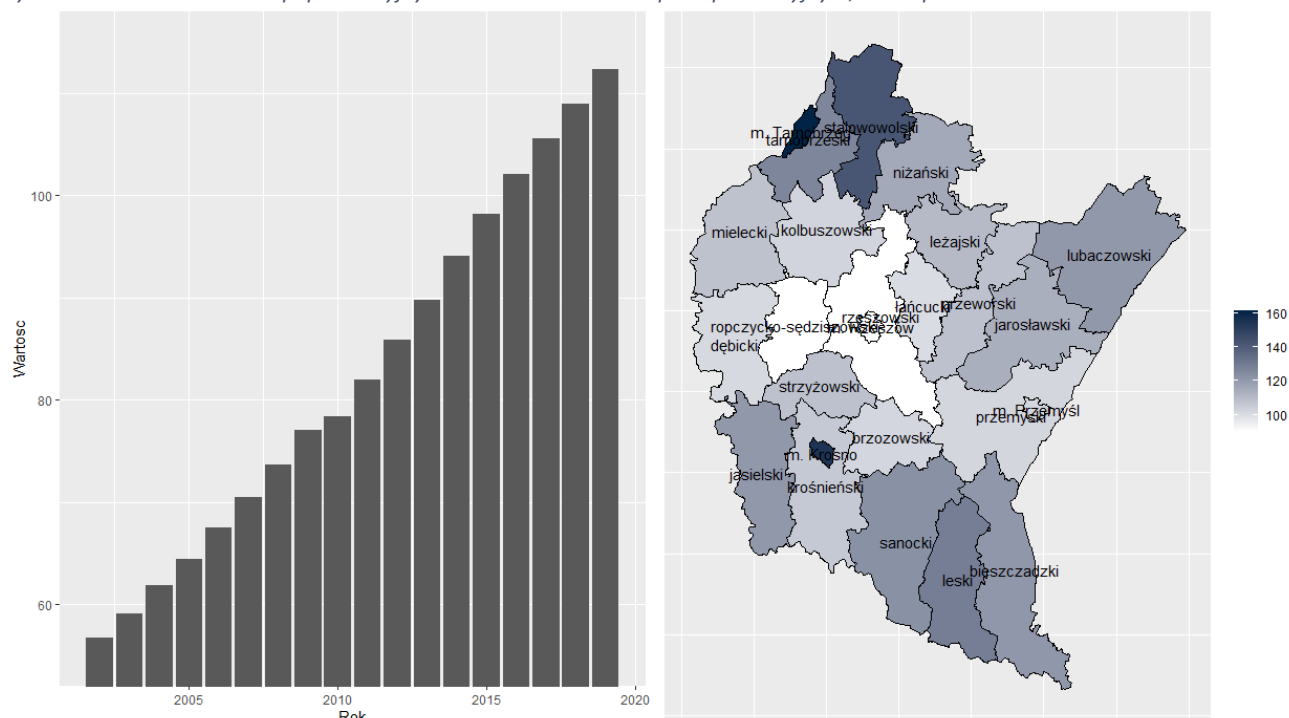 Wartosc
100
80
60
2005
2010
2015
2020
Rok
m. Tarnobrzeg
tarnobrzeski
stalowowolski
niżański
mielecki
kolbuszowski
leżajski
lubaczowski
łańcucki
przeworski
rzeszowski
m. Rzeszów
ropczycko-sędziszowski
jarosławski
dębicki
strzyżowski
m. Przemyśl
przemyski
brzozowski
m. Krosno
jasielski
krośnieński
sanocki
bieszczadzki
leski
160
140
120
100